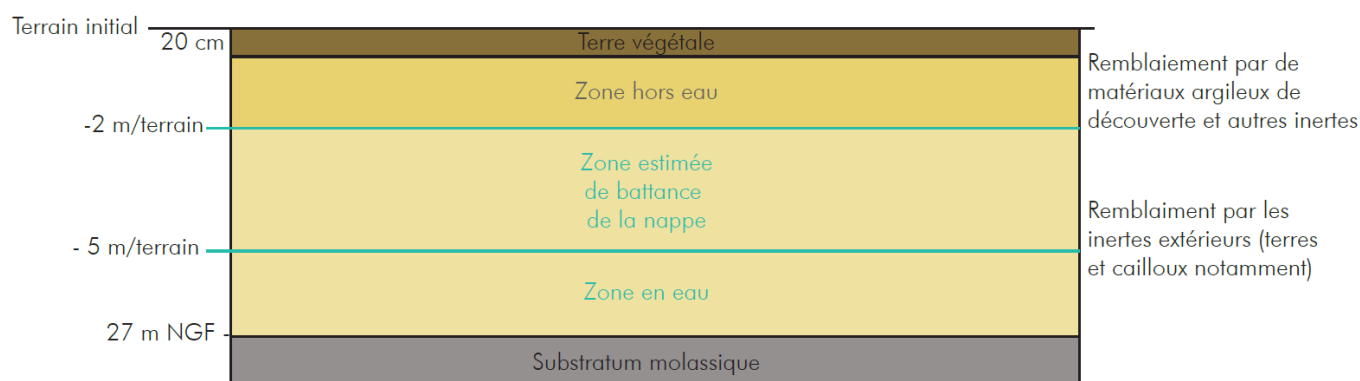 Terrain initial
20 cm
Terre végétale
Zone hors eau
Remblaiement par de
matériaux argileux de
découverte et autres inertes
-2 m/terrain
Zone estimée
de battance
de la nappe
Remblaiment par les
inertes extérieurs (terres
et cailloux notamment)
- 5 m/terrain
Zone en eau
27 m NGF -
Substratum molassique